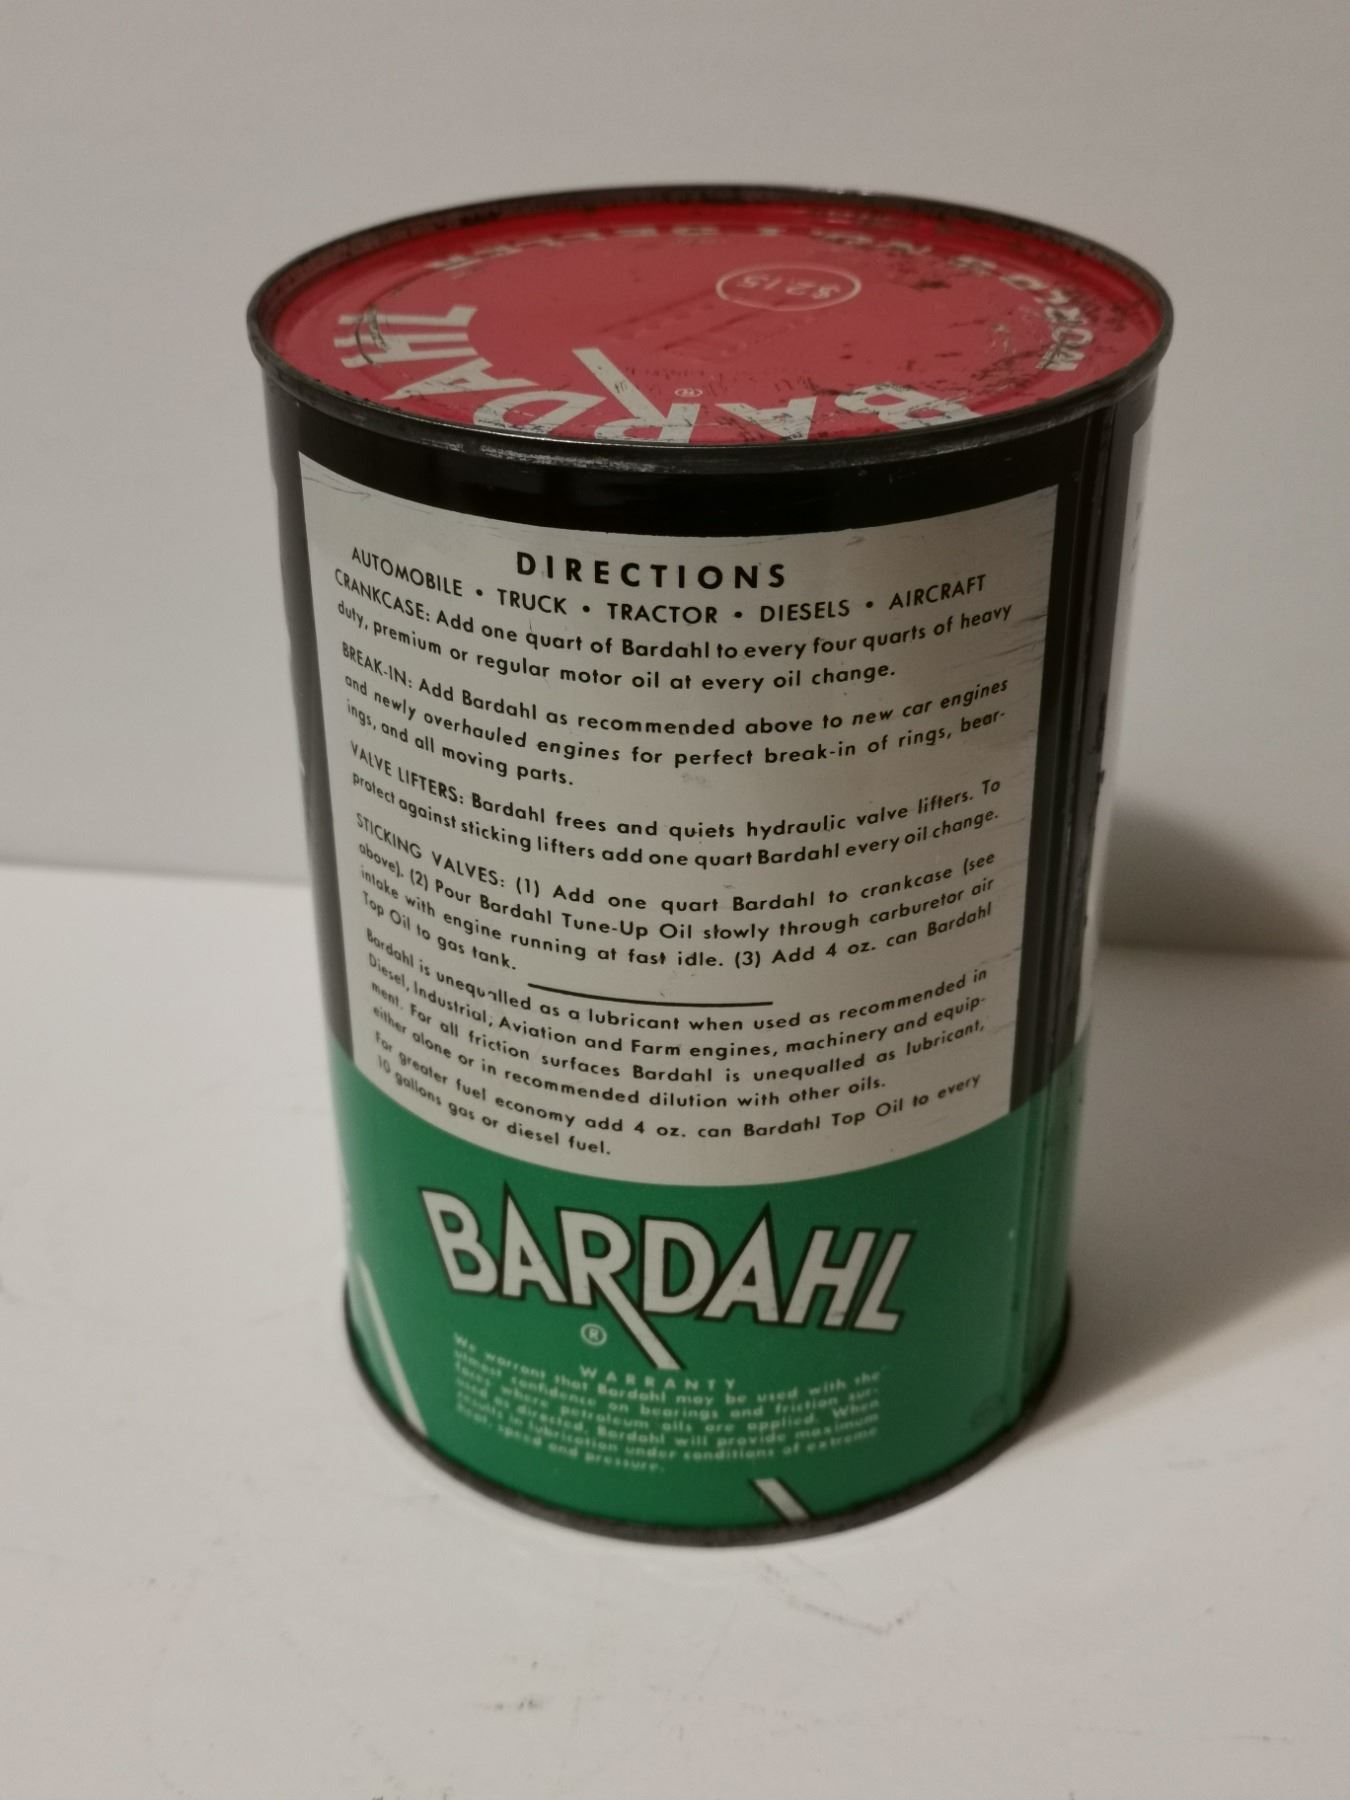 WORLD'S NO. 1 SELLER
$2.15
BARDAHL
®
DIRECTIONS
AUTOMOBILE • TRUCK • TRACTOR • DIESELS • AIRCRAFT
CRANKCASE: Add one quart of Bardahl to every four quarts of heavy
duty, premium or regular motor oil at every oil change.
BREAK-IN: Add Bardahl as recommended above to new car engines
and newly overhauled engines for perfect break-in of rings, bear-
ings, and all moving parts.
VALVE LIFTERS: Bardahl frees and quiets hydraulic valve lifters. To
protect against sticking lifters add one quart Bardahl every oil change.
STICKING VALVES: (1) Add one quart Bardahl to crankcase (see
above). (2) Pour Bardahl Tune-Up Oil slowly through carburetor air
intake with engine running at fast idle. (3) Add 4 oz. can Bardahl
Top Oil to gas tank.
Bardahl is unequalled as a lubricant when used as recommended in
Diesel, Industrial, Aviation and Farm engines, machinery and equip-
ment. For all friction surfaces Bardahl is unequalled as lubricant,
either alone or in recommended dilution with other oils.
For greater fuel economy add 4 oz. can Bardahl Top Oil to every
10 gallons gas or diesel fuel.
BARDAHL
®
WARRANTY
We warrant that Bardahl may be used with the
utmost confidence on bearings and friction sur-
faces where petroleum oils are applied. When
used as directed, Bardahl will provide maximum
results in lubrication under conditions of extreme
heat, speed and pressure.